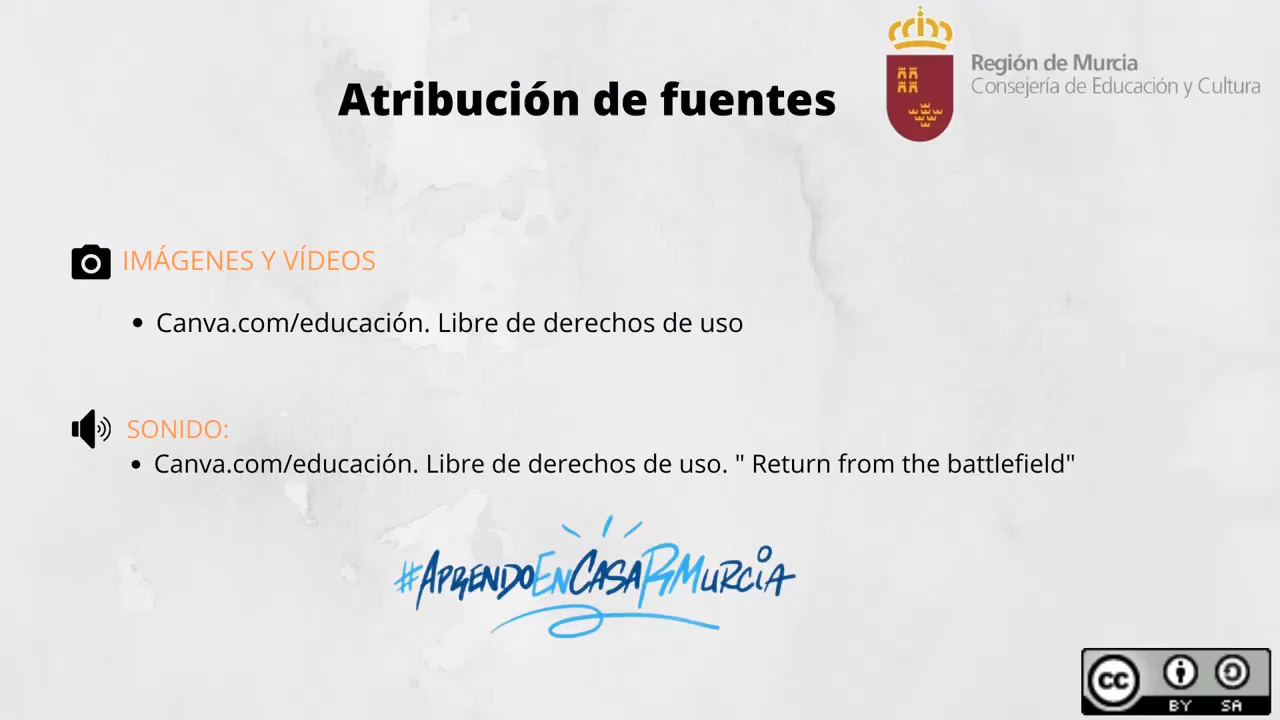 Región de Murcia
Consejería de Educación y Cultura
Atribución de fuentes
IMÁGENES Y VÍDEOS
• Canva.com/educación. Libre de derechos de uso
SONIDO:
• Canva.com/educación. Libre de derechos de uso. " Return from the battlefield"
#APRENDOENCASARMURCIA
CC BY SA